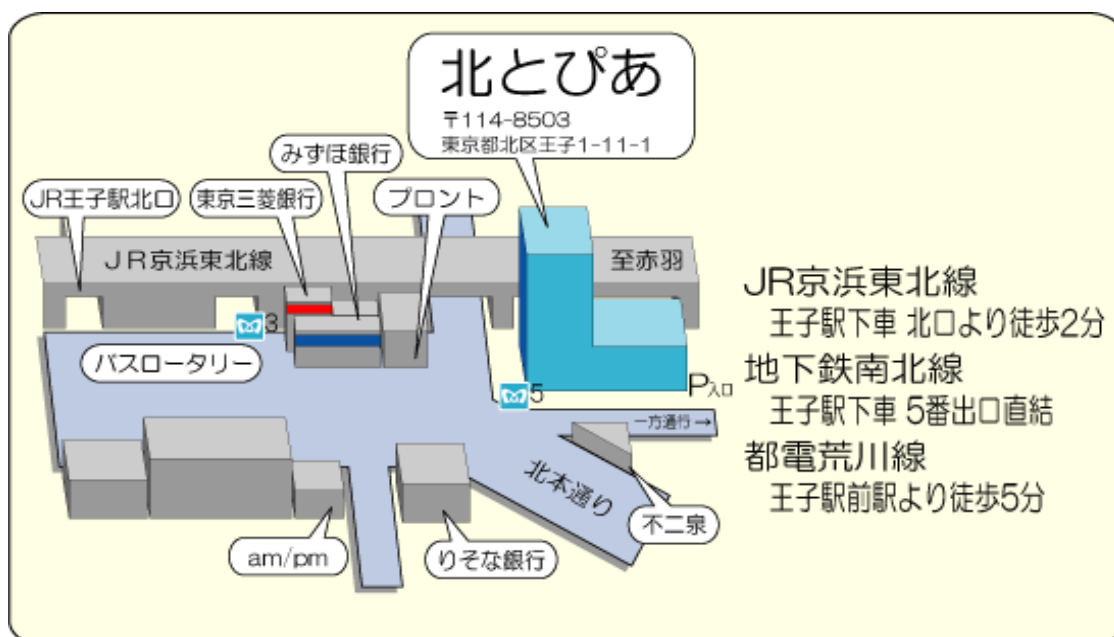 北とぴあ
〒114-8503
東京都北区王子1-11-1
みずほ銀行
JR王子駅北口
東京三菱銀行
プロント
JR京浜東北線
至赤羽
3
バスロータリー
5
P入口
一方通行→
北本通り
不二泉
am/pm
りそな銀行
JR京浜東北線
王子駅下車 北口より徒歩2分
地下鉄南北線
王子駅下車 5番出口直結
都電荒川線
王子駅前駅より徒歩5分